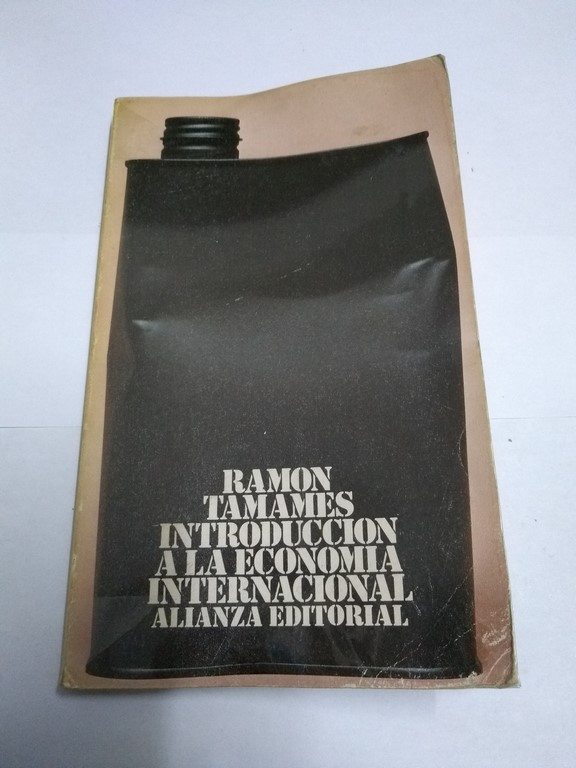 RAMON
TAMAMES
INTRODUCCION
A LA ECONOMIA
INTERNACIONAL
ALIANZA EDITORIAL